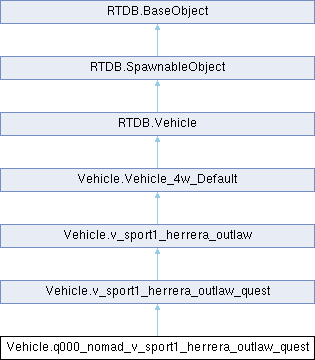 RTDB.BaseObject
RTDB.SpawnableObject
RTDB.Vehicle
Vehicle.Vehicle_4w_Default
Vehicle.v_sport1_herrera_outlaw
Vehicle.v_sport1_herrera_outlaw_quest
Vehicle.q000_nomad_v_sport1_herrera_outlaw_quest